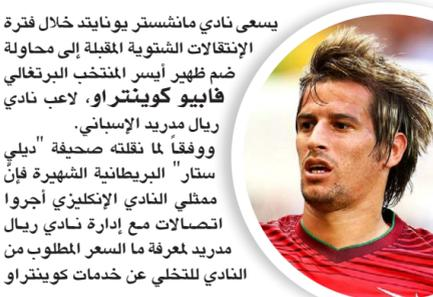 يسعى نادي مانشستر يونايتد خلال فترة
الإنتقالات الشتوية المقبلة إلى محاولة
ضم ظهير أيسر المنتخب البرتغالي
فابيو كوينتراو، لاعب نادي
ريال مدريد الإسباني.
ووفقاً لما نقلته صحيفة "ديلي
ستار" البريطانية الشهيرة فإنّ
ممثلي النادي الإنكليزي أجروا
اتصالات مع إدارة نادي ريال
مدريد لمعرفة ما السعر المطلوب من
النادي للتخلي عن خدمات كوينتراو